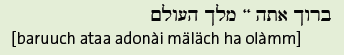 ברוך אתה ײ מלך העולם
[baruuch ataa adonài mäläch ha olàmm]